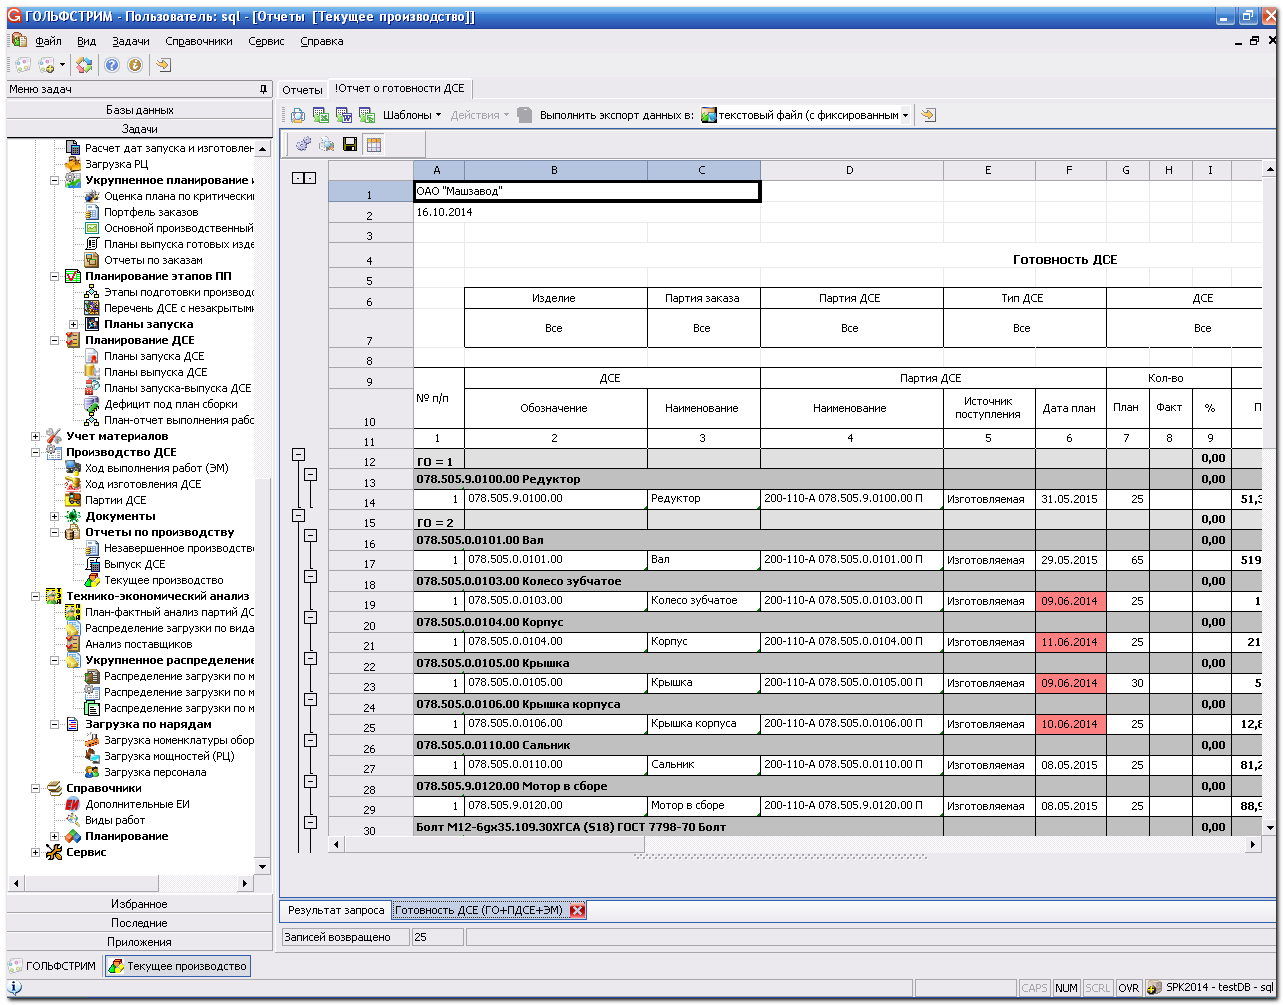 ГОЛЬФСТРИМ - Пользователь: sql - [Отчеты [Текущее производство]]
Файл Вид Задачи Справочники Сервис Справка
Меню задач
Базы данных
Задачи
Расчет дат запуска и изготовлен
Загрузка РЦ
Укрупненное планирование и
Оценка плана по критически
Портфель заказов
Основной производственный
Планы выпуска готовых изде
Отчеты по заказам
Планирование этапов ПП
Этапы подготовки производс
Перечень ДСЕ с незакрытыми
Планы запуска
Планирование ДСЕ
Планы запуска ДСЕ
Планы выпуска ДСЕ
Планы запуска-выпуска ДСЕ
Дефицит под план сборки
План-отчет выполнения рабо
Учет материалов
Производство ДСЕ
Ход выполнения работ (ЭМ)
Ход изготовления ДСЕ
Партии ДСЕ
Документы
Отчеты по производству
Незавершенное производство
Выпуск ДСЕ
Текущее производство
Технико-экономический анализ
План-фактный анализ партий ДС
Распределение загрузки по вида
Анализ поставщиков
Укрупненное распределение
Распределение загрузки по м
Распределение загрузки по м
Распределение загрузки по м
Загрузка по нарядам
Загрузка номенклатуры обор
Загрузка мощностей (РЦ)
Загрузка персонала
Справочники
Дополнительные ЕИ
Виды работ
Планирование
Сервис
Избранное
Последние
Приложения
Отчеты !Отчет о готовности ДСЕ
Шаблоны Действия Выполнить экспорт данных в: текстовый файл (с фиксированным
A B C D E F G H I
1 ОАО "Машзавод"
2 16.10.2014
3
4 Готовность ДСЕ
5
6 Изделие Партия заказа Партия ДСЕ Тип ДСЕ ДСЕ
7 Все Все Все Все Все
8
9 № п/п ДСЕ Партия ДСЕ Кол-во
10 Обозначение Наименование Наименование Источник поступления Дата план План Факт % П
11 1 2 3 4 5 6 7 8 9
12 ГО = 1 0,00
13 078.505.9.0100.00 Редуктор 0,00
14 1 078.505.9.0100.00 Редуктор 200-110-А 078.505.9.0100.00 П Изготовляемая 31.05.2015 25 51,3
15 ГО = 2 0,00
16 078.505.0.0101.00 Вал 0,00
17 1 078.505.0.0101.00 Вал 200-110-А 078.505.0.0101.00 П Изготовляемая 29.05.2015 65 519
18 078.505.0.0103.00 Колесо зубчатое 0,00
19 1 078.505.0.0103.00 Колесо зубчатое 200-110-А 078.505.0.0103.00 П Изготовляемая 09.06.2014 25 1
20 078.505.0.0104.00 Корпус 0,00
21 1 078.505.0.0104.00 Корпус 200-110-А 078.505.0.0104.00 П Изготовляемая 11.06.2014 25 21
22 078.505.0.0105.00 Крышка 0,00
23 1 078.505.0.0105.00 Крышка 200-110-А 078.505.0.0105.00 П Изготовляемая 09.06.2014 30 5
24 078.505.0.0106.00 Крышка корпуса 0,00
25 1 078.505.0.0106.00 Крышка корпуса 200-110-А 078.505.0.0106.00 П Изготовляемая 10.06.2014 25 12,8
26 078.505.0.0110.00 Сальник 0,00
27 1 078.505.0.0110.00 Сальник 200-110-А 078.505.0.0110.00 П Изготовляемая 08.05.2015 25 81,2
28 078.505.9.0120.00 Мотор в сборе 0,00
29 1 078.505.9.0120.00 Мотор в сборе 200-110-А 078.505.9.0120.00 П Изготовляемая 08.05.2015 25 88,9
30 Болт М12-6gx35.109.30ХГСА (S18) ГОСТ 7798-70 Болт 0,00
Результат запроса Готовность ДСЕ (ГО+ПДСЕ+ЭМ)
Записей возвращено 25
ГОЛЬФСТРИМ Текущее производство
CAPS NUM SCRL OVR SPK2014 - testDB - sql